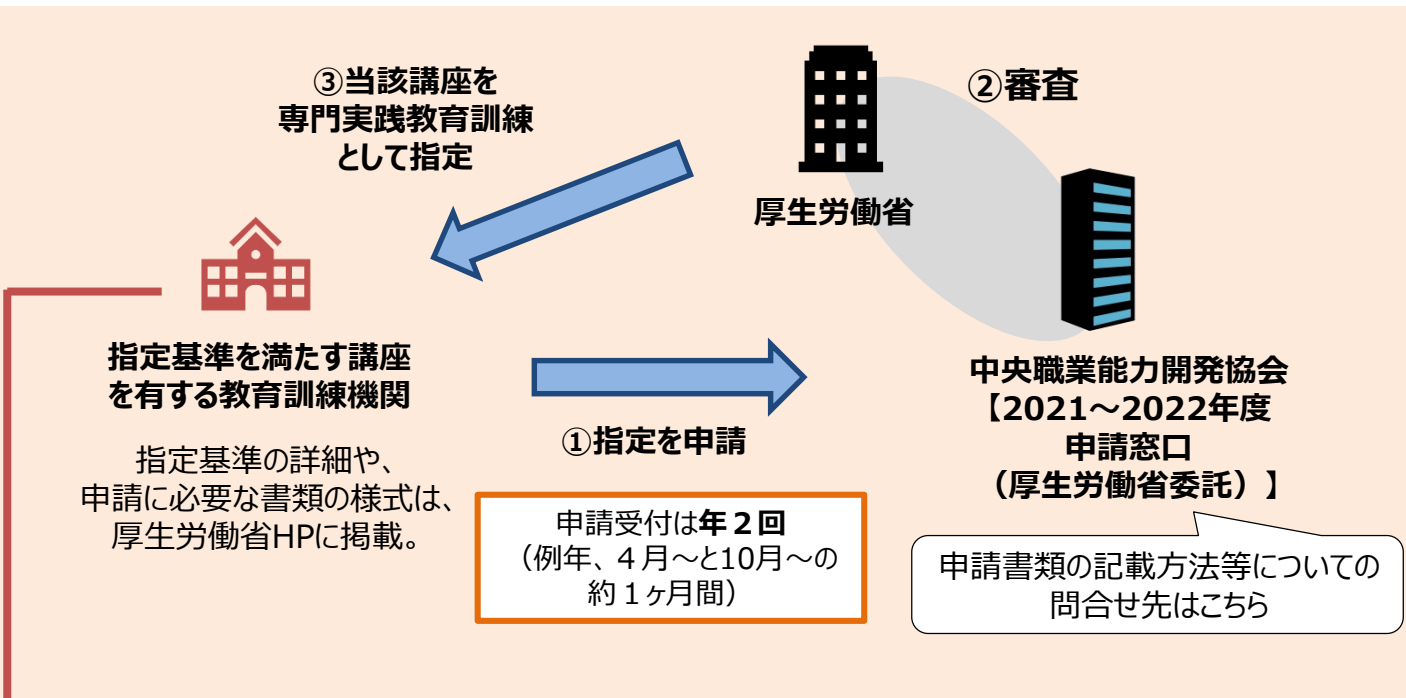 ③当該講座を
専門実践教育訓練
として指定
②審査
厚生労働省
指定基準を満たす講座
を有する教育訓練機関
指定基準の詳細や、
申請に必要な書類の様式は、
厚生労働省HPに掲載。
①指定を申請
申請受付は年２回
（例年、４月～と10月～の
約１ヶ月間）
中央職業能力開発協会
【2021～2022年度
申請窓口
（厚生労働省委託）】
申請書類の記載方法等についての
問合せ先はこちら